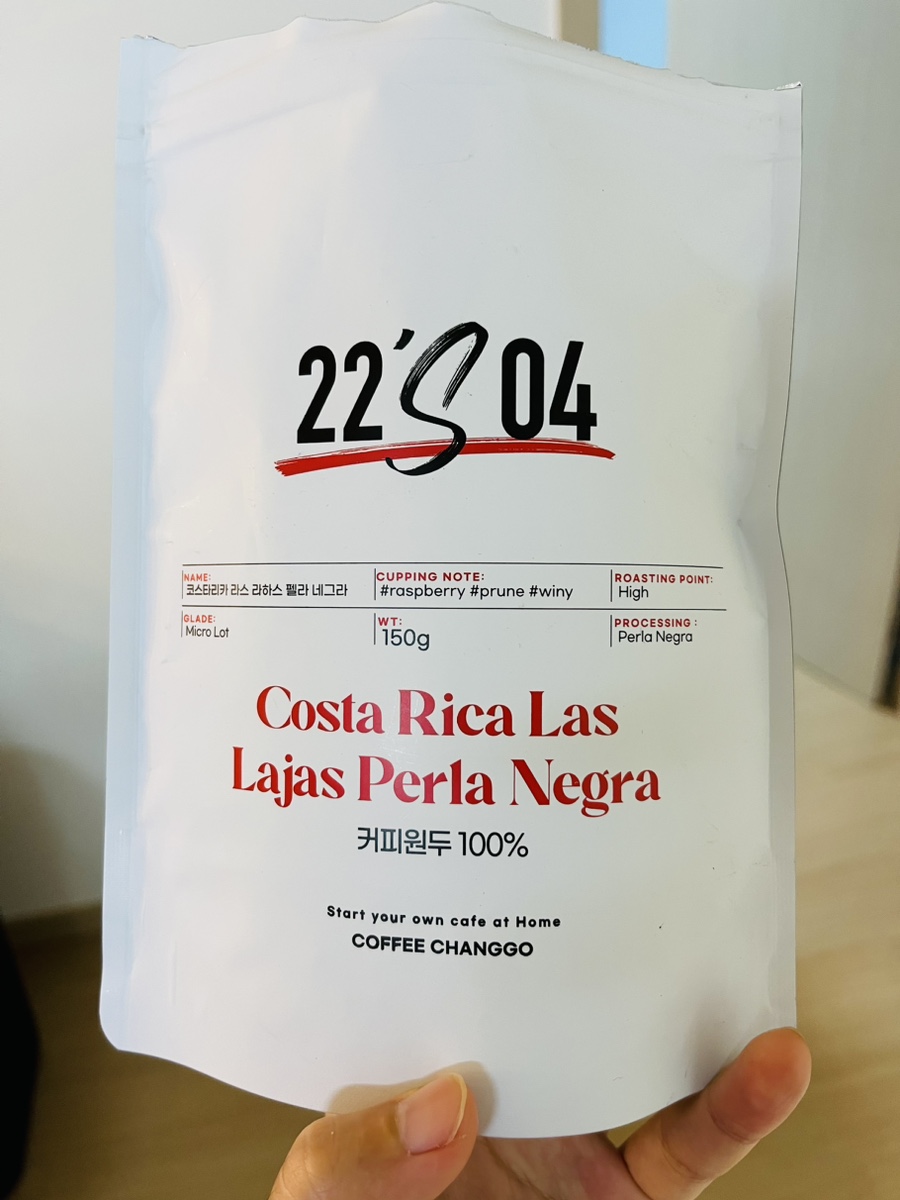 22'S 04
NAME:
코스타리카 라스 라하스 펠라 네그라
CUPPING NOTE:
#raspberry #prune #winy
ROASTING POINT:
High
GLADE:
Micro Lot
WT:
150g
PROCESSING :
Perla Negra
Costa Rica Las
Lajas Perla Negra
커피원두 100%
Start your own cafe at Home
COFFEE CHANGGO